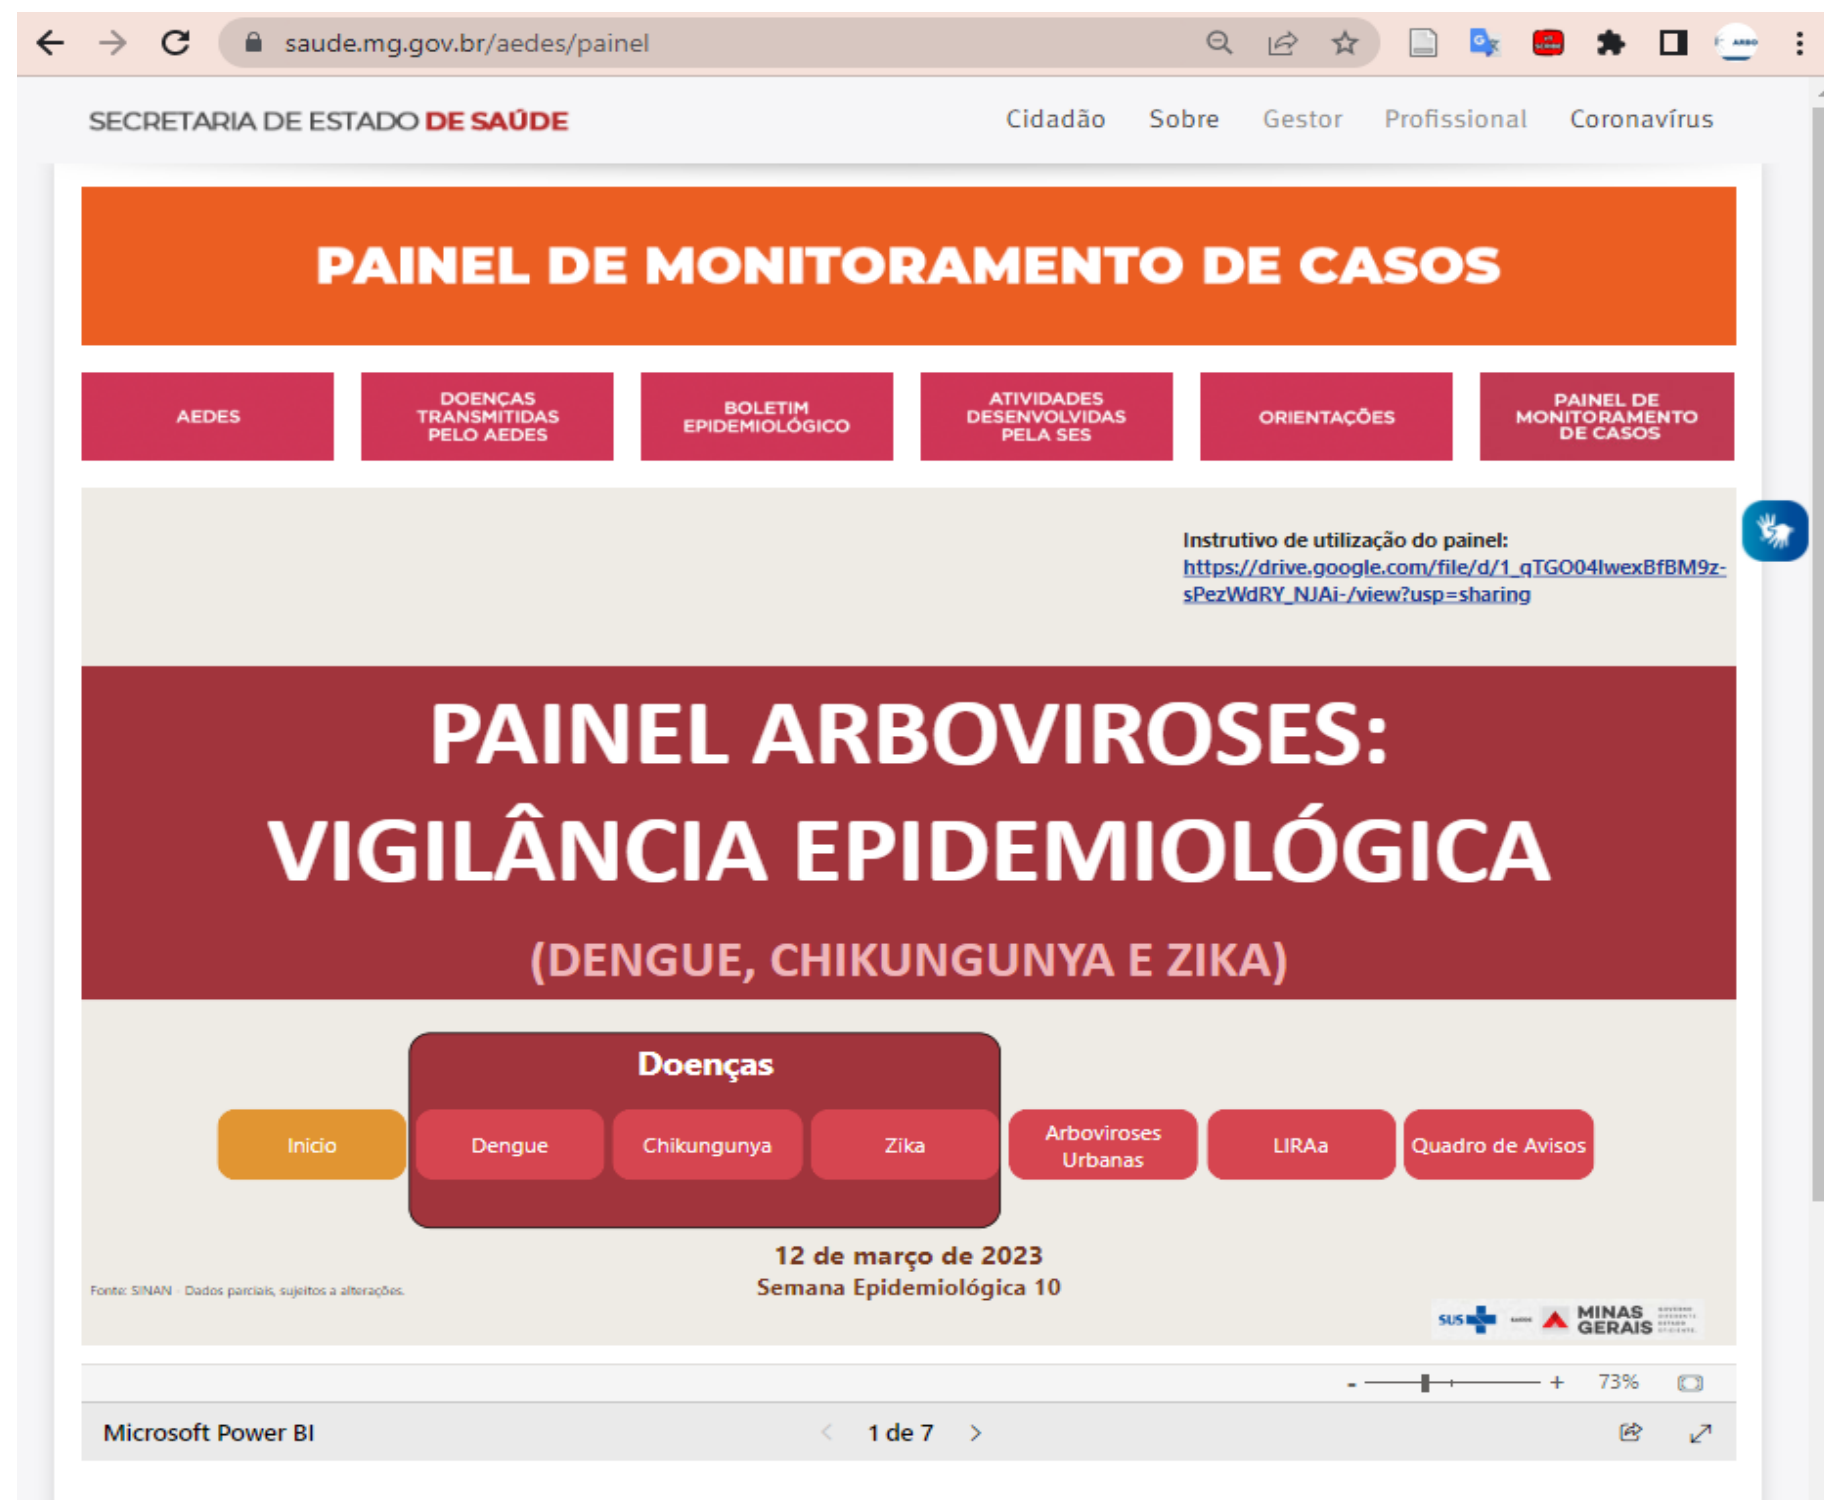 saude.mg.gov.br/aedes/painel
SECRETARIA DE ESTADO DE SAÚDE
Cidadão Sobre Gestor Profissional Coronavírus
PAINEL DE MONITORAMENTO DE CASOS
AEDES
DOENÇAS
TRANSMITIDAS
PELO AEDES
BOLETIM
EPIDEMIOLÓGICO
ATIVIDADES
DESENVOLVIDAS
PELA SES
ORIENTAÇÕES
PAINEL DE
MONITORAMENTO
DE CASOS
Instrutivo de utilização do painel:
https://drive.google.com/file/d/1_qTGO04IwexBfBM9z-
sPezWdRY_NJAi-/view?usp=sharing
PAINEL ARBOVIROSES:
VIGILÂNCIA EPIDEMIOLÓGICA
(DENGUE, CHIKUNGUNYA E ZIKA)
Doenças
Início
Dengue
Chikungunya
Zika
Arboviroses
Urbanas
LIRAa
Quadro de Avisos
12 de março de 2023
Semana Epidemiológica 10
Fonte: SINAN - Dados parciais, sujeitos a alterações.
SUS
MINAS
GERAIS
- + 73%
Microsoft Power BI
1 de 7